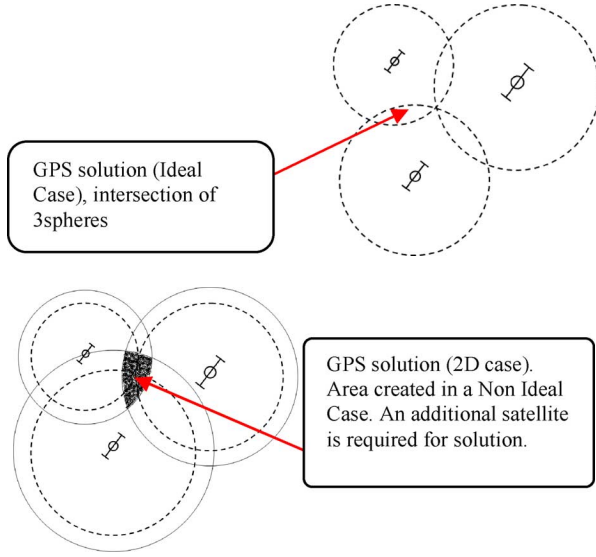 GPS solution (Ideal
Case), intersection of
3spheres
GPS solution (2D case).
Area created in a Non Ideal
Case. An additional satellite
is required for solution.